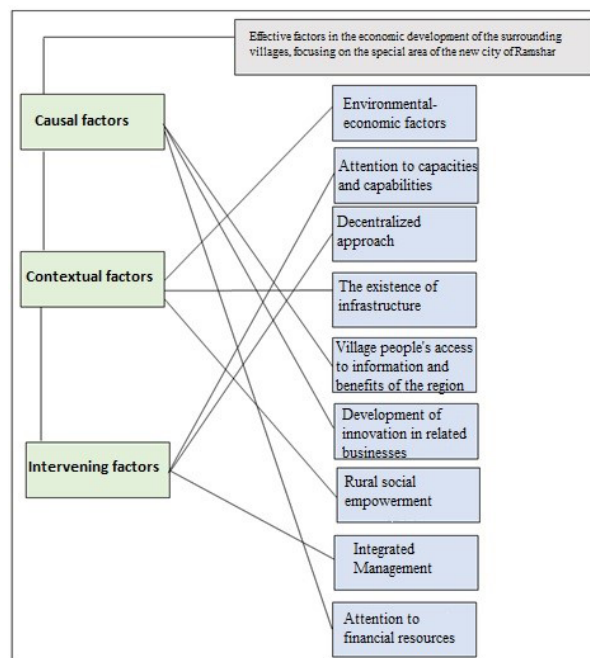 Effective factors in the economic development of the surrounding
villages, focusing on the special area of the new city of Ramshar
Causal factors
Contextual factors
Intervening factors
Environmental-
economic factors
Attention to capacities
and capabilities
Decentralized
approach
The existence of
infrastructure
Village people's access
to information and
benefits of the region
Development of
innovation in related
businesses
Rural social
empowerment
Integrated
Management
Attention to
financial resources